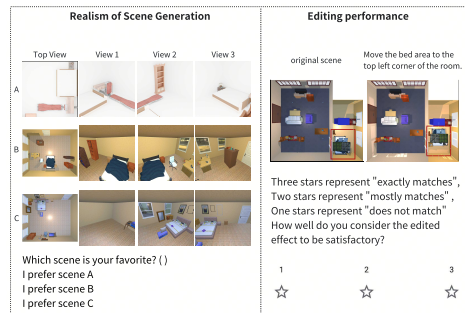 Realism of Scene Generation
Top View
View 1
View 2
View 3
A
B
C
Which scene is your favorite? ( )
I prefer scene A
I prefer scene B
I prefer scene C
Editing performance
original scene
Move the bed area to the
top left corner of the room.
Three stars represent "exactly matches",
Two stars represent "mostly matches" ,
One stars represent "does not match"
How well do you consider the edited
effect to be satisfactory?
1
2
3